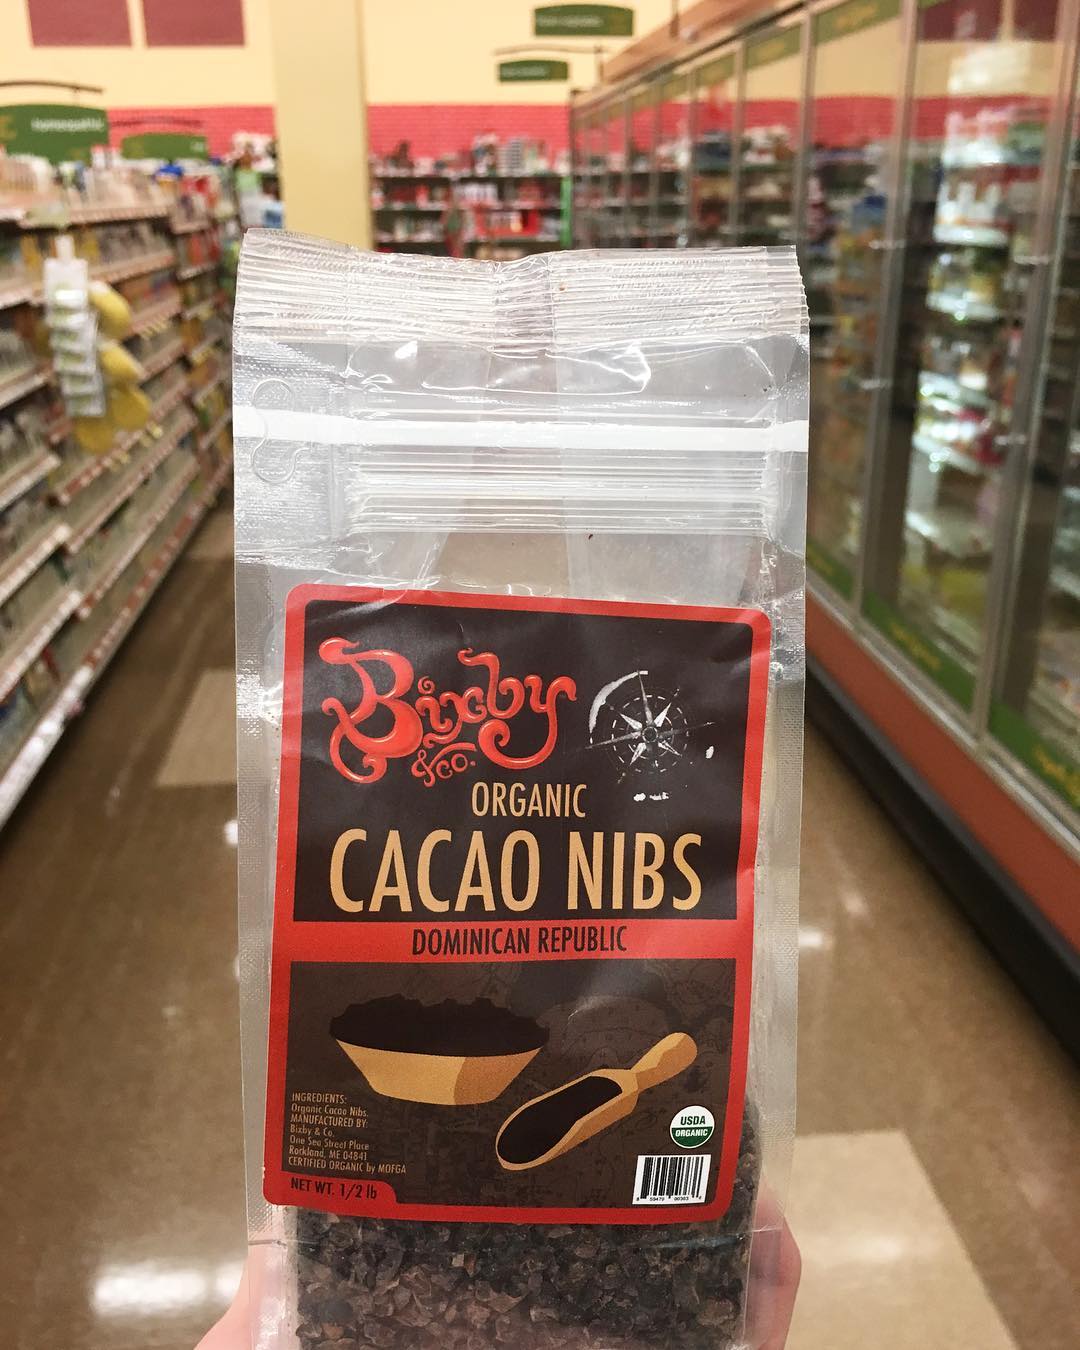 Homeopathic
Bixby
& CO.
ORGANIC
CACAO NIBS
DOMINICAN REPUBLIC
INGREDIENTS:
Organic Cacao Nibs.
MANUFACTURED BY:
Bixby & Co.
One Sea Street Place
Rockland, ME 04841
CERTIFIED ORGANIC by MOFGA
NET WT. 1/2 lb
USDA
ORGANIC